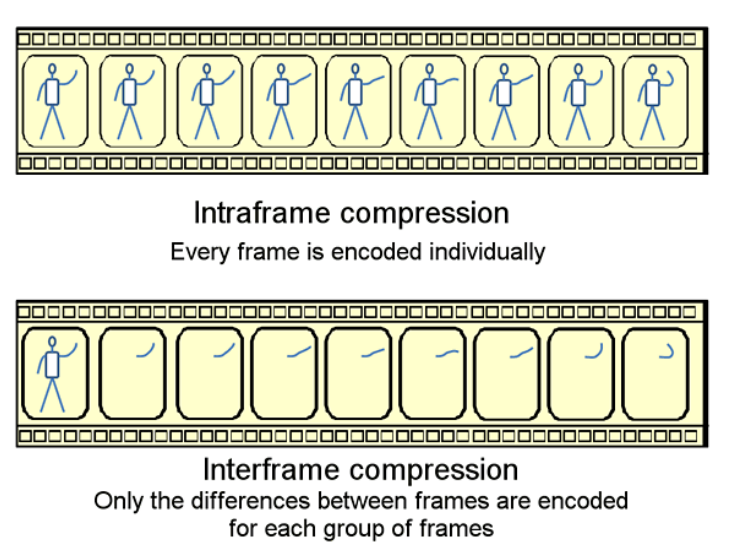 Intraframe compression
Every frame is encoded individually
Interframe compression
Only the differences between frames are encoded
for each group of frames